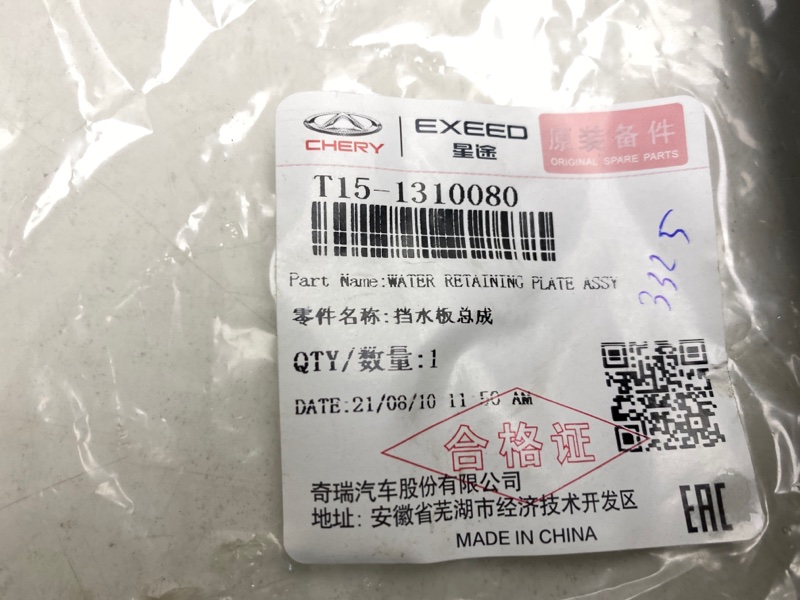 CHERY
EXEED
星途
原装备件
ORIGINAL SPARE PARTS
T15-1310080
Part Name:WATER RETAINING PLATE ASSY
零件名称:挡水板总成
3325
QTY/数量:1
DATE:21/08/10 11:56 AM
合格证
奇瑞汽车股份有限公司
地址: 安徽省芜湖市经济技术开发区
EAC
MADE IN CHINA